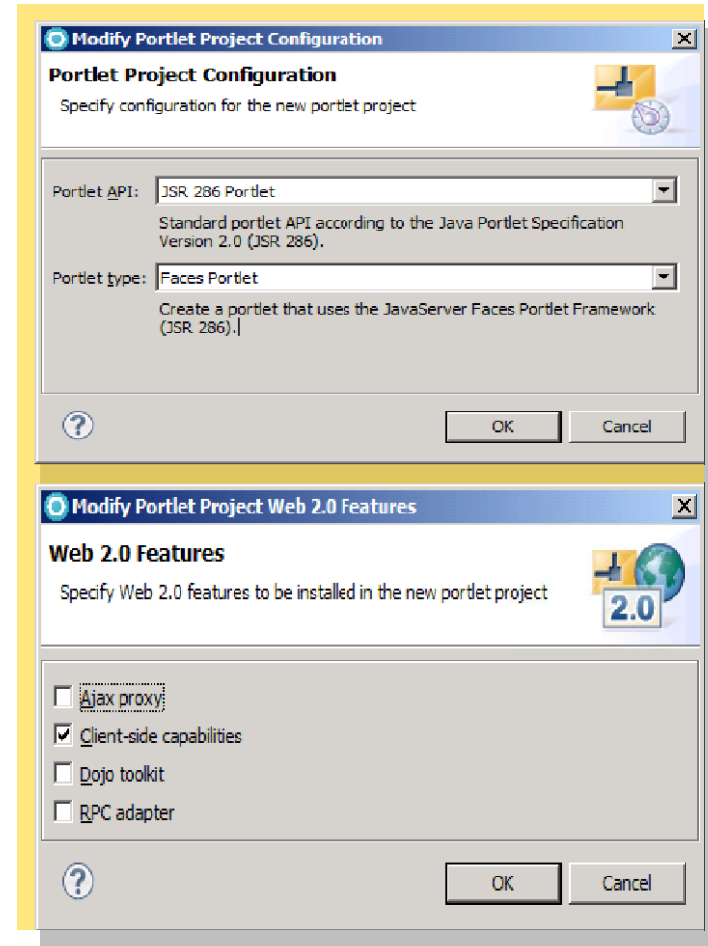 Modify Portlet Project Configuration
Portlet Project Configuration
Specify configuration for the new portlet project
Portlet API: JSR 286 Portlet
Standard portlet API according to the Java Portlet Specification
Version 2.0 (JSR 286).
Portlet type: Faces Portlet
Create a portlet that uses the JavaServer Faces Portlet Framework
(JSR 286).
? OK Cancel
Modify Portlet Project Web 2.0 Features
Web 2.0 Features
Specify Web 2.0 features to be installed in the new portlet project
2.0
Ajax proxy
Client-side capabilities
Dojo toolkit
RPC adapter
? OK Cancel